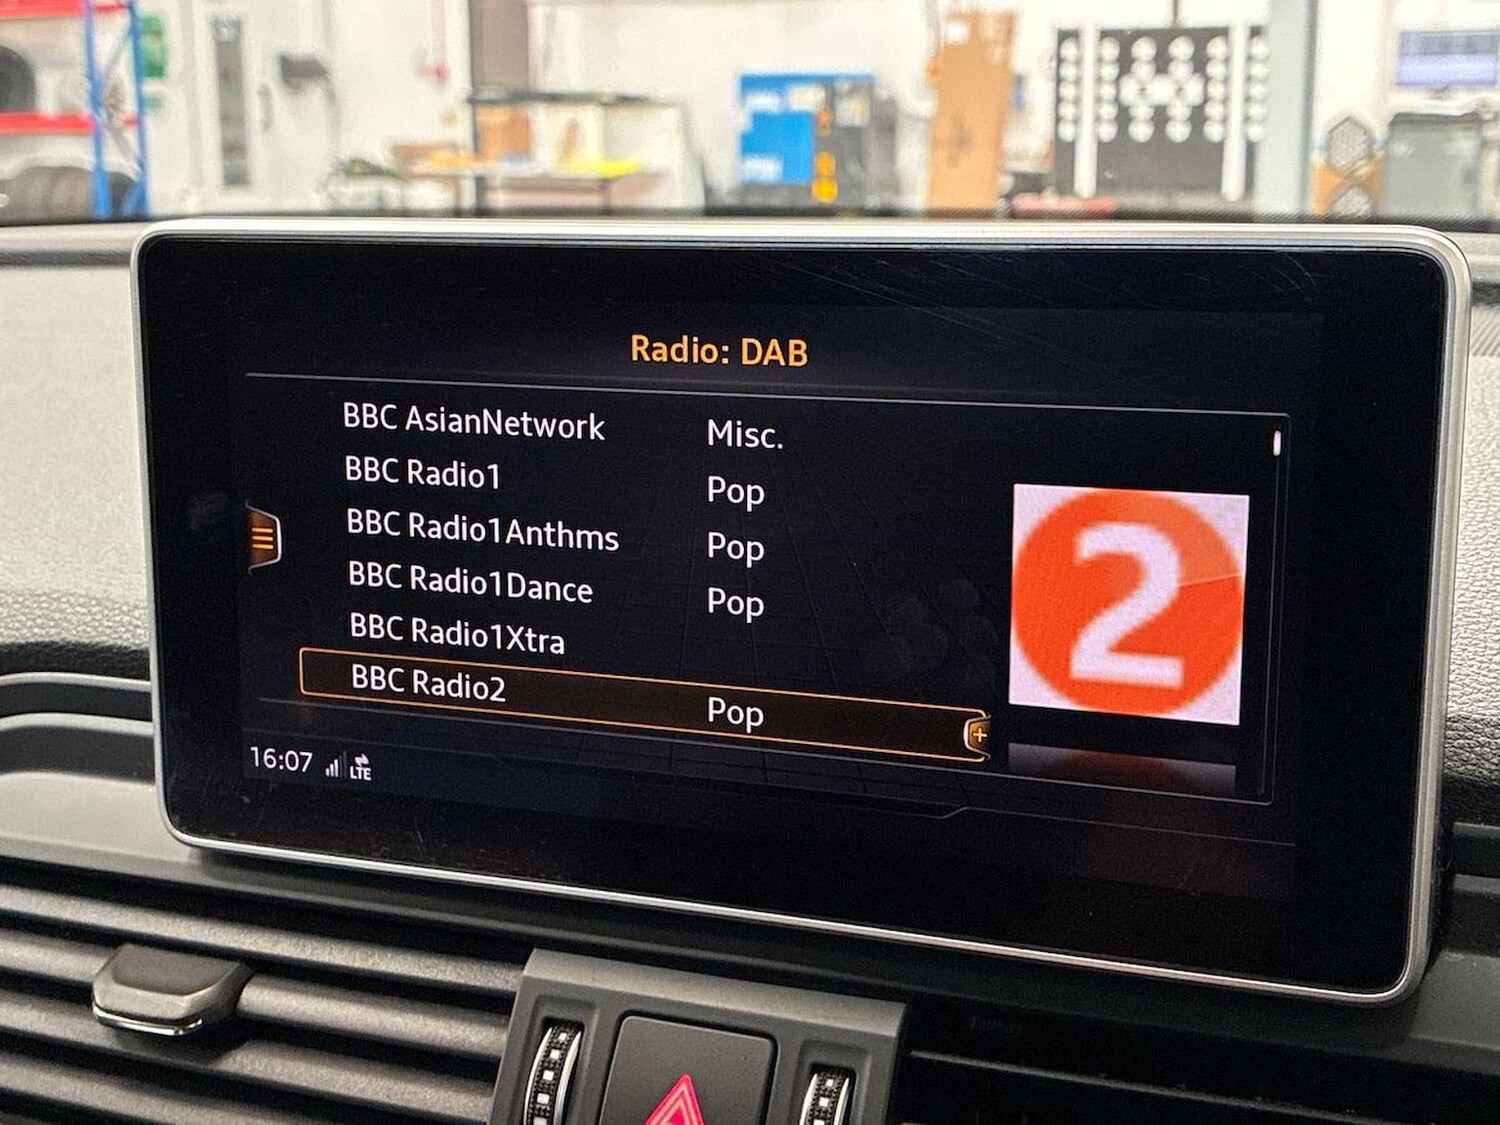 Radio: DAB
BBC AsianNetwork Misc.
BBC Radio1 Pop
BBC Radio1Anthms Pop
BBC Radio1Dance Pop
BBC Radio1Xtra
BBC Radio2 Pop
2
16:07 LTE